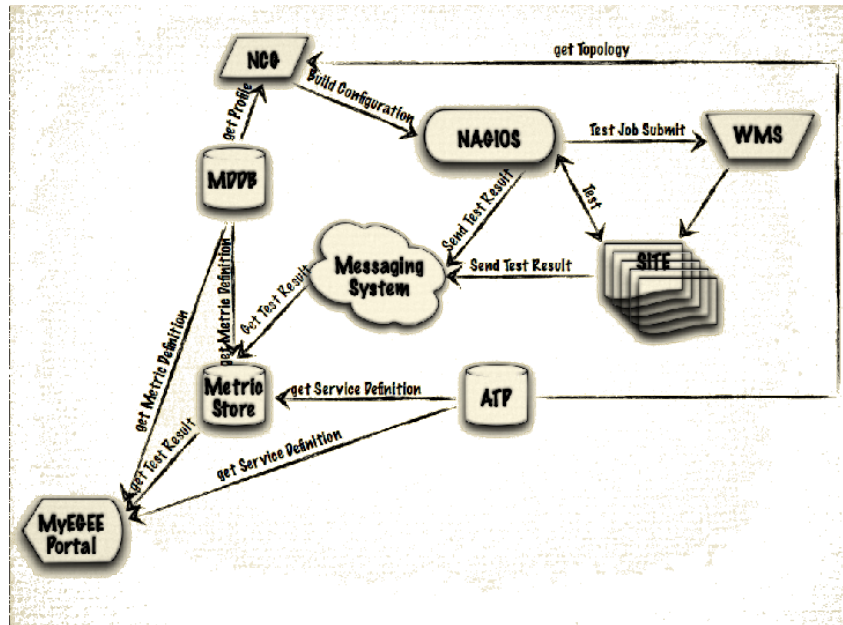 get Topology
NCG
Build Configuration
get Profile
NAGIOS
Test Job Submit
WMS
MDDB
Test
Send Test Result
Messaging
System
Send Test Result
SITE
get Metric Definition
Get Test Result
get Metric Definition
Metric
Store
get Service Definition
ATP
get Test Result
get Service Definition
MyEGEE
Portal